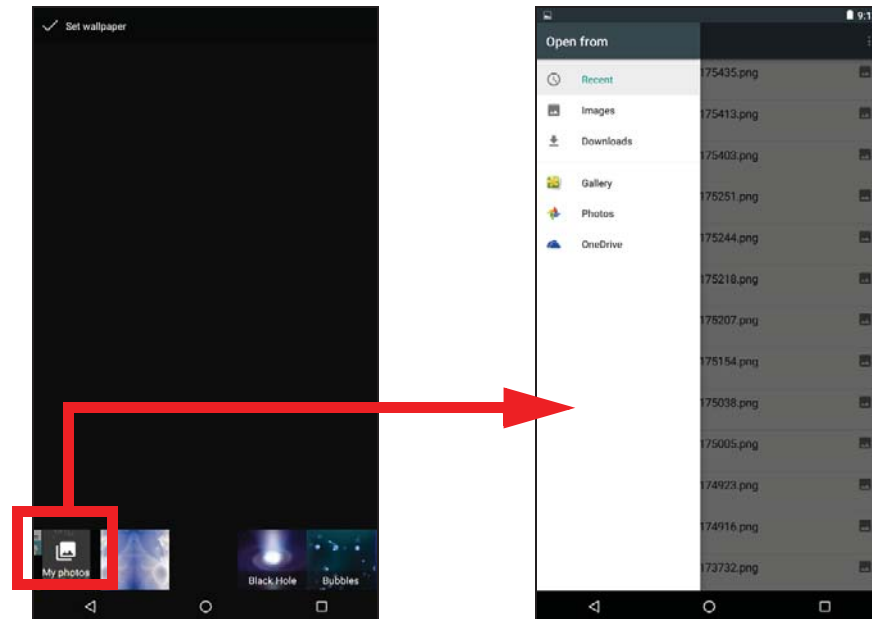 Set wallpaper
My photos
Black Hole
Bubbles
9:1
Open from
Recent
Images
Downloads
Gallery
Photos
OneDrive
175435.png
175413.png
175403.png
175251.png
175244.png
175218.png
175207.png
175154.png
175038.png
175005.png
174923.png
174916.png
173732.png